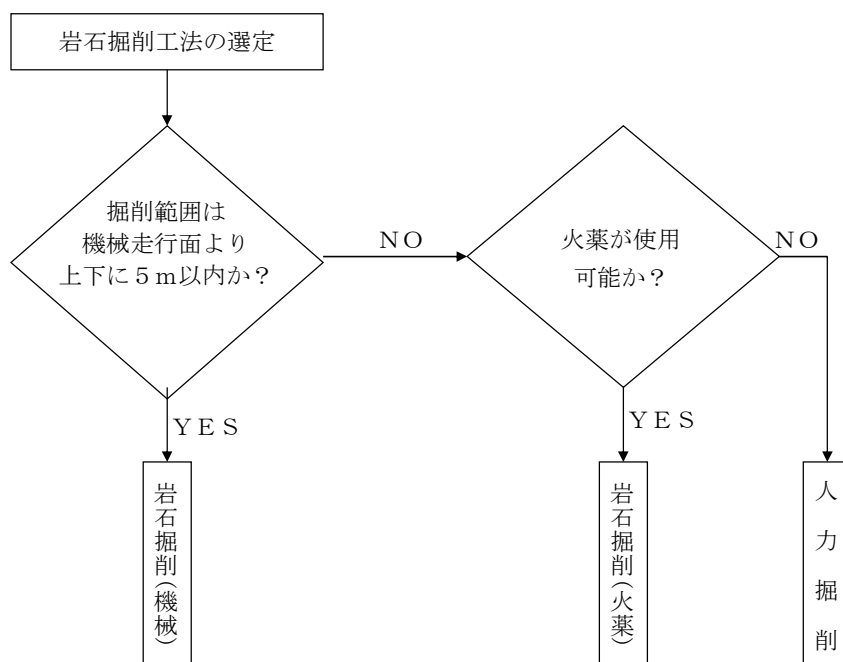 岩石掘削工法の選定
掘削範囲は
機械走行面より
上下に５ｍ以内か？
ＮＯ
火薬が使用
可能か？
ＮＯ
ＹＥＳ
ＹＥＳ
岩石掘削(機械)
岩石掘削(火薬)
人力掘削